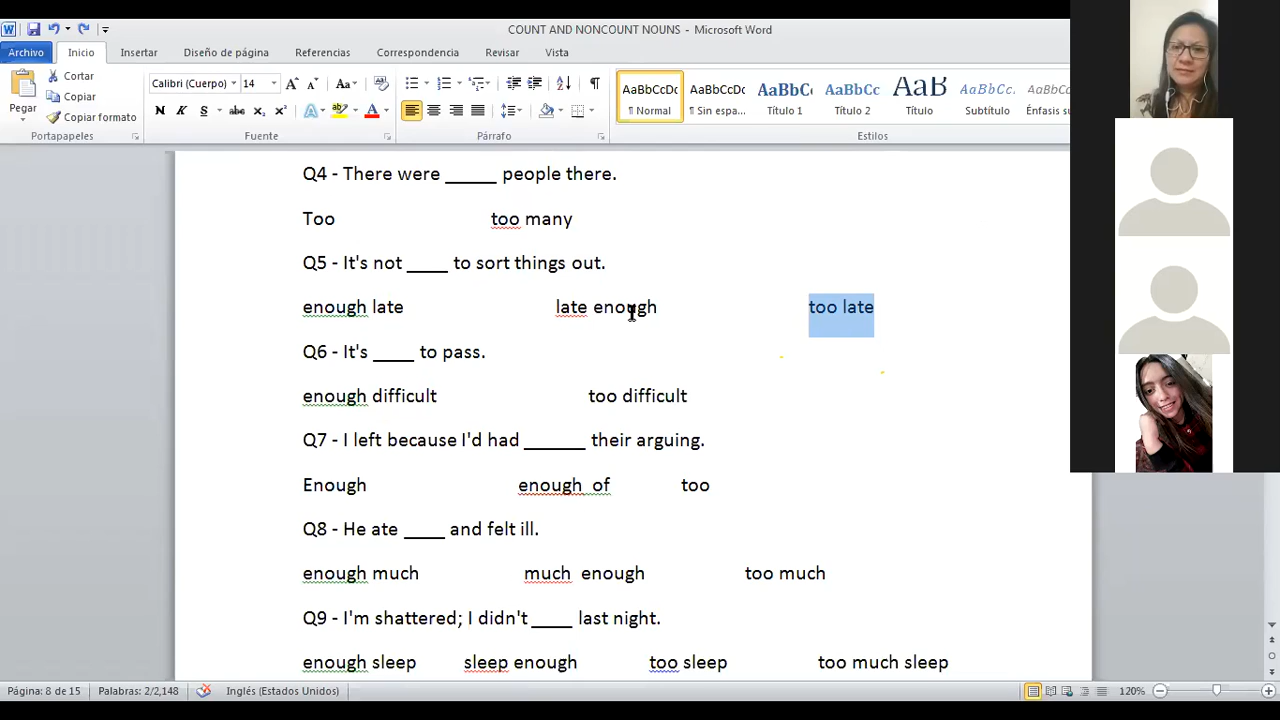 COUNT AND NONCOUNT NOUNS - Microsoft Word
Archivo Inicio Insertar Diseño de página Referencias Correspondencia Revisar Vista
Cortar
Copiar
Copiar formato
Pegar
Calibri (Cuerpo) 14
AaBbCcDc AaBbCcDc AaBbC AaBbCc AaB AaBbCc. AaBbCcDc
¶ Normal ¶ Sin espa... Título 1 Título 2 Título Subtítulo Énfasis su
Portapapeles Fuente Párrafo Estilos
Q4 - There were _____ people there.
Too too many
Q5 - It's not ____ to sort things out.
enough late late enough too late
Q6 - It's ____ to pass.
enough difficult too difficult
Q7 - I left because I'd had ______ their arguing.
Enough enough of too
Q8 - He ate ____ and felt ill.
enough much much enough too much
Q9 - I'm shattered; I didn't ____ last night.
enough sleep sleep enough too sleep too much sleep
Página: 8 de 15 Palabras: 2/2,148 Inglés (Estados Unidos) 120%